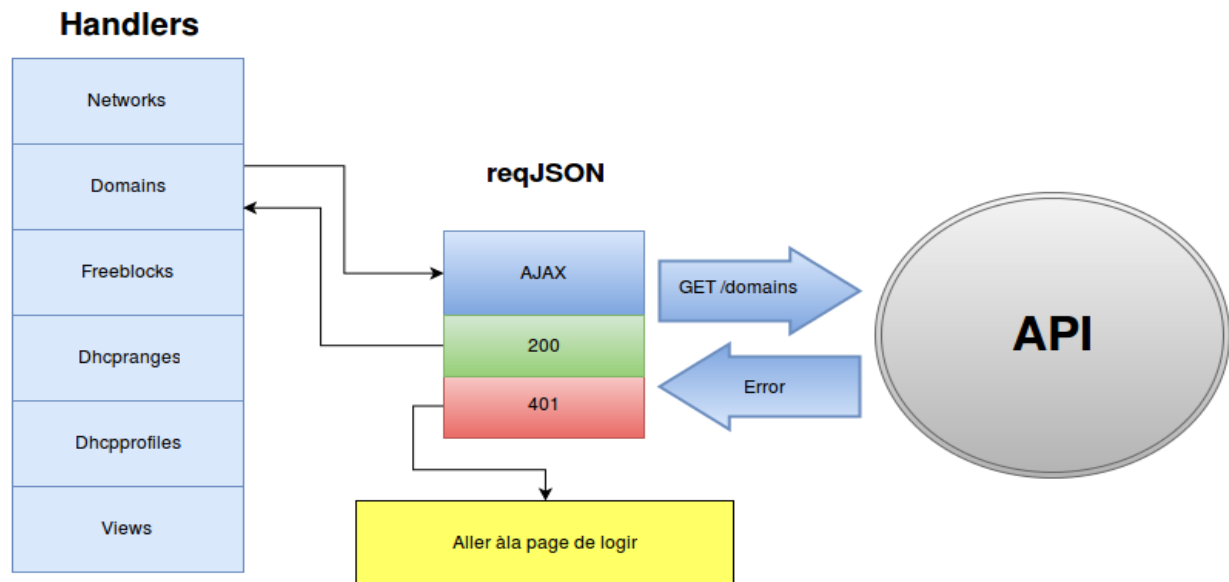 Handlers
Networks
Domains
Freeblocks
Dhcpranges
Dhcpprofiles
Views
reqJSON
AJAX
200
401
GET /domains
Error
API
Aller àla page de logir